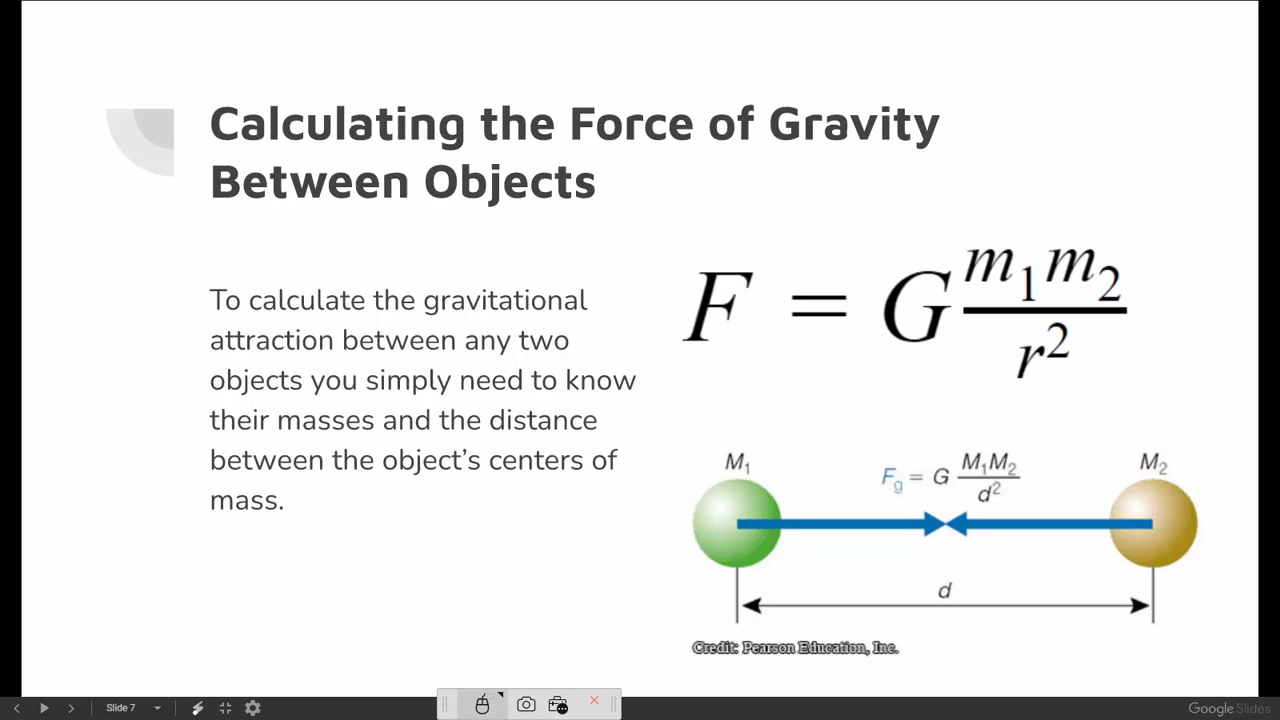 Calculating the Force of Gravity
Between Objects
To calculate the gravitational
attraction between any two
objects you simply need to know
their masses and the distance
between the object’s centers of
mass.
F = G m₁m₂ / r²
M₁
F_g = G M₁M₂ / d²
M₂
d
Credit: Pearson Education, Inc.
Slide 7
Google Slides